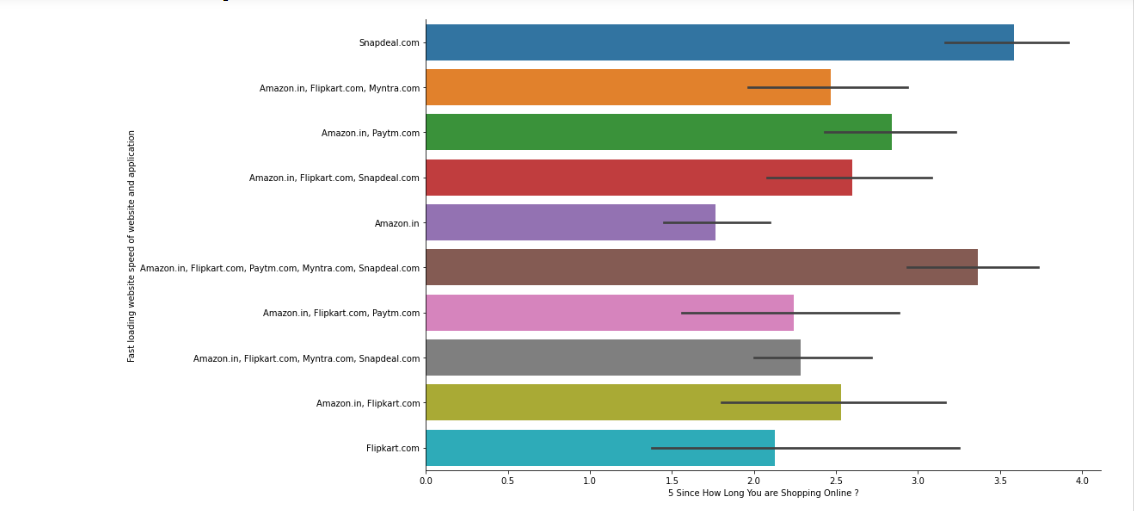 Snapdeal.com
Amazon.in, Flipkart.com, Myntra.com
Amazon.in, Paytm.com
Amazon.in, Flipkart.com, Snapdeal.com
Amazon.in
Amazon.in, Flipkart.com, Paytm.com, Myntra.com, Snapdeal.com
Amazon.in, Flipkart.com, Paytm.com
Amazon.in, Flipkart.com, Myntra.com, Snapdeal.com
Amazon.in, Flipkart.com
Flipkart.com
Fast loading website speed of website and application
0.0 0.5 1.0 1.5 2.0 2.5 3.0 3.5 4.0
5 Since How Long You are Shopping Online ?